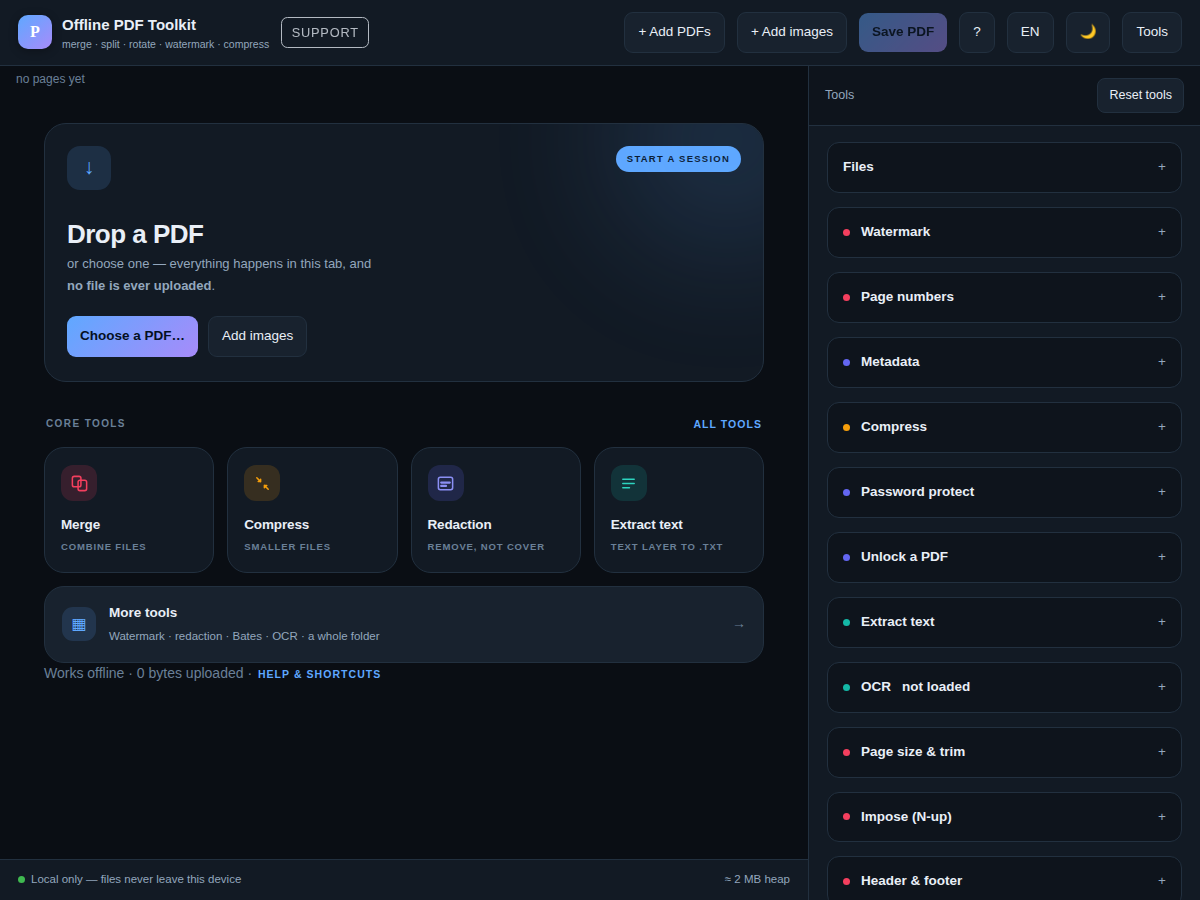 P
Offline PDF Toolkit
merge · split · rotate · watermark · compress
SUPPORT
+ Add PDFs
+ Add images
Save PDF
?
EN
Tools
no pages yet
↓
START A SESSION
Drop a PDF
or choose one — everything happens in this tab, and
no file is ever uploaded.
Choose a PDF…
Add images
CORE TOOLS
ALL TOOLS
Merge
COMBINE FILES
Compress
SMALLER FILES
Redaction
REMOVE, NOT COVER
Extract text
TEXT LAYER TO .TXT
More tools
Watermark · redaction · Bates · OCR · a whole folder
→
Works offline · 0 bytes uploaded · HELP & SHORTCUTS
Local only — files never leave this device
≈ 2 MB heap
Tools
Reset tools
Files +
Watermark +
Page numbers +
Metadata +
Compress +
Password protect +
Unlock a PDF +
Extract text +
OCR not loaded +
Page size & trim +
Impose (N-up) +
Header & footer +